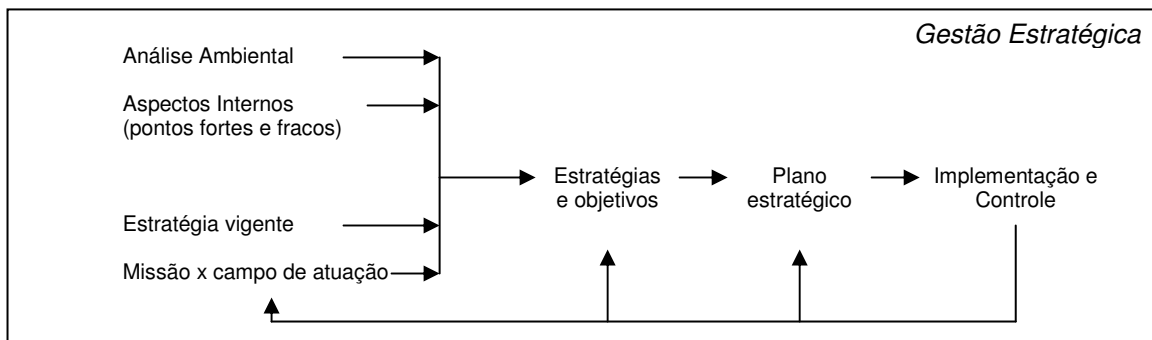 Gestão Estratégica
Análise Ambiental
Aspectos Internos
(pontos fortes e fracos)
Estratégias
e objetivos
Plano
estratégico
Implementação e
Controle
Estratégia vigente
Missão x campo de atuação